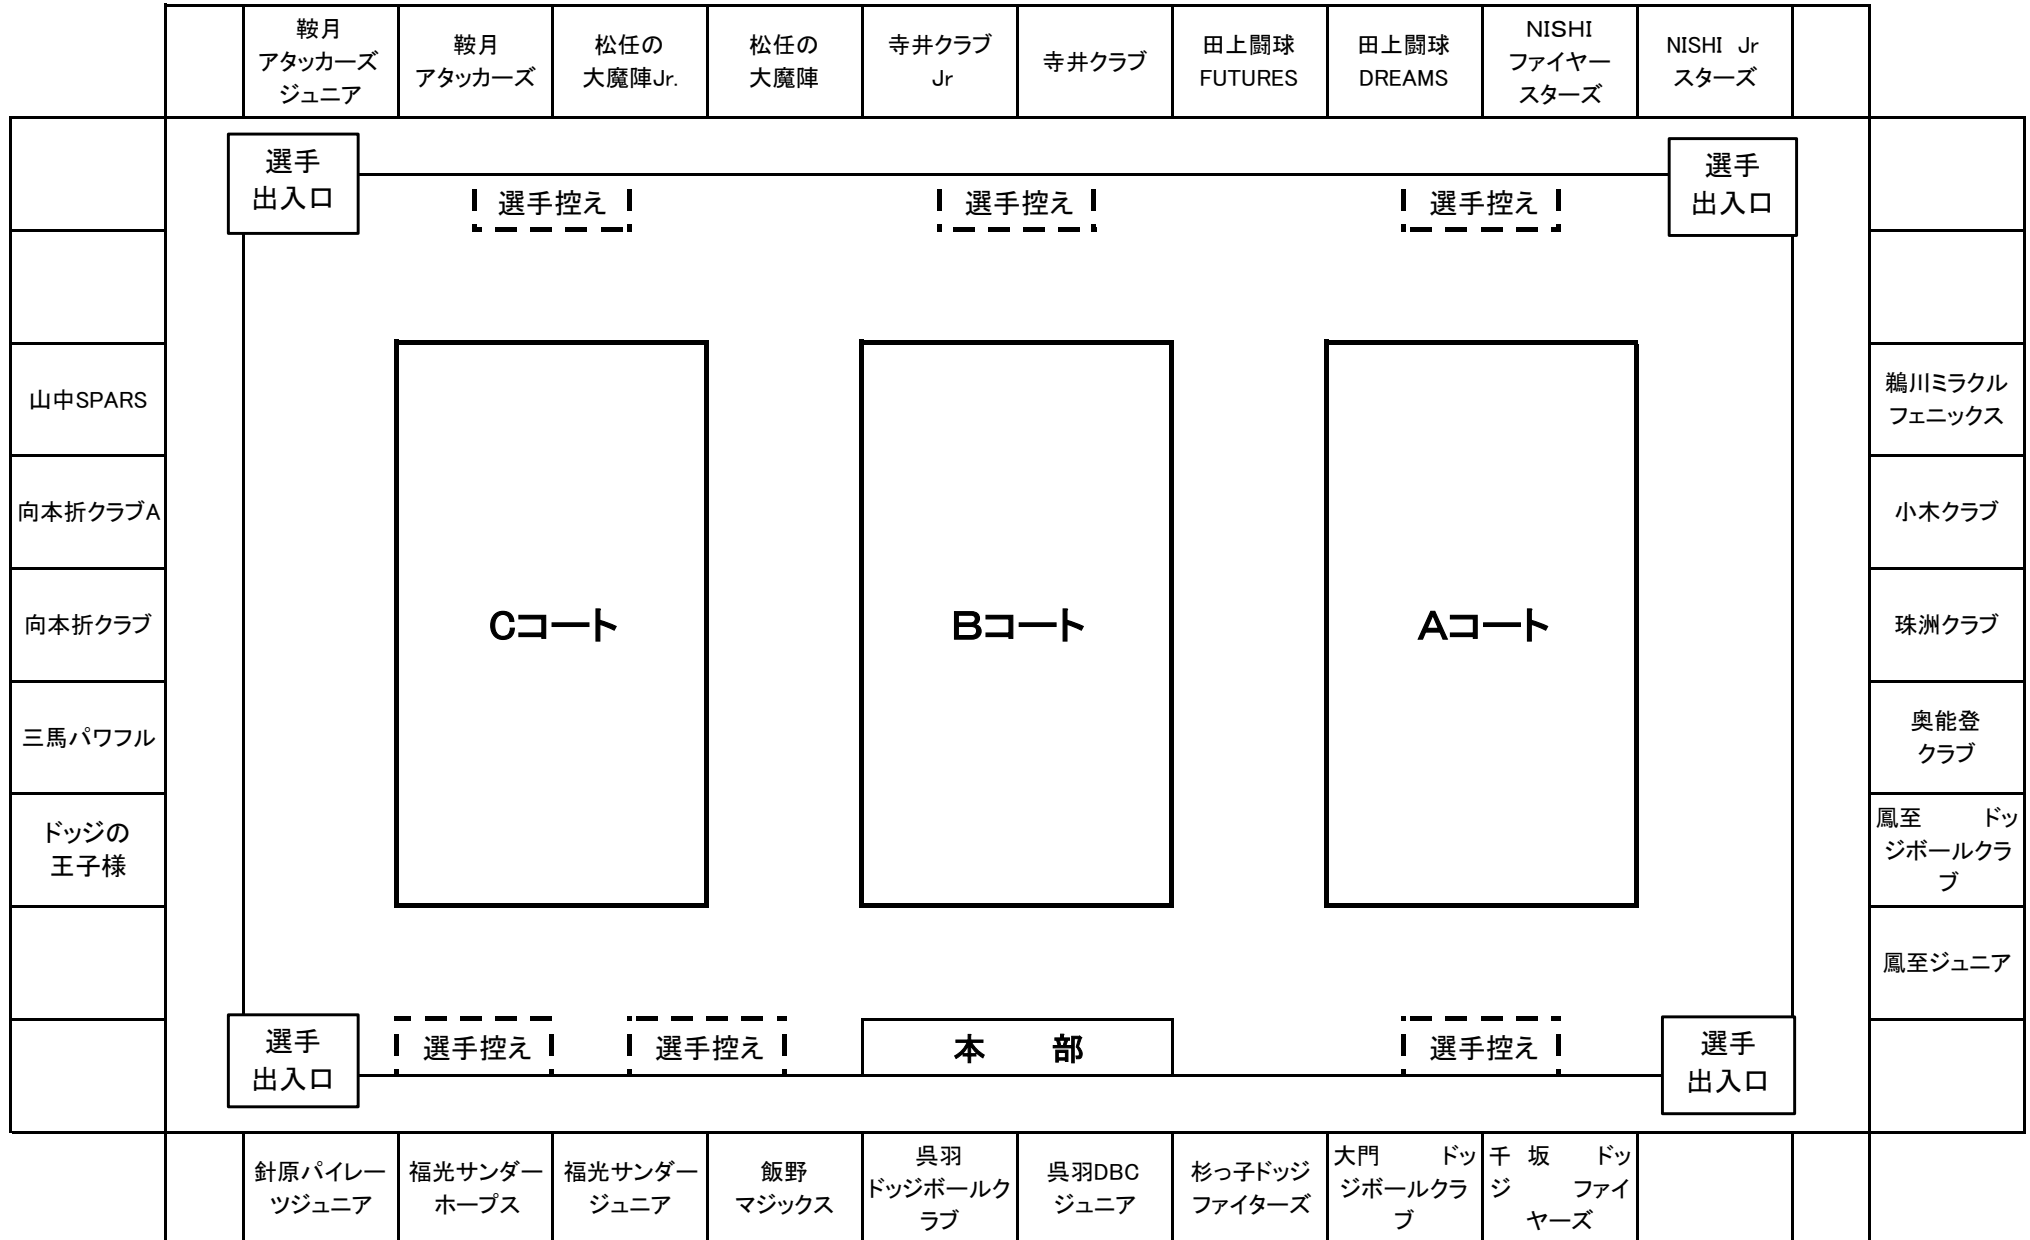 鞍月
アタッカーズ
ジュニア
鞍月
アタッカーズ
松任の
大魔陣Jr.
松任の
大魔陣
寺井クラブ
Jr
寺井クラブ
田上闘球
FUTURES
田上闘球
DREAMS
NISHI
ファイヤー
スターズ
NISHI Jr
スターズ
選手
出入口
選手控え
選手控え
選手控え
選手
出入口
山中SPARS
向本折クラブA
向本折クラブ
三馬パワフル
ドッジの
王子様
Cコート
Bコート
Aコート
鵜川ミラクル
フェニックス
小木クラブ
珠洲クラブ
奥能登
クラブ
鳳至 ドッ
ジボールクラ
ブ
鳳至ジュニア
選手
出入口
選手控え
選手控え
本 部
選手控え
選手
出入口
針原パイレー
ツジュニア
福光サンダー
ホープス
福光サンダー
ジュニア
飯野
マジックス
呉羽
ドッジボールク
ラブ
呉羽DBC
ジュニア
杉っ子ドッジ
ファイターズ
大門 ドッ
ジボールクラ
ブ
千 坂 ドッ
ジ ファイ
ヤーズ